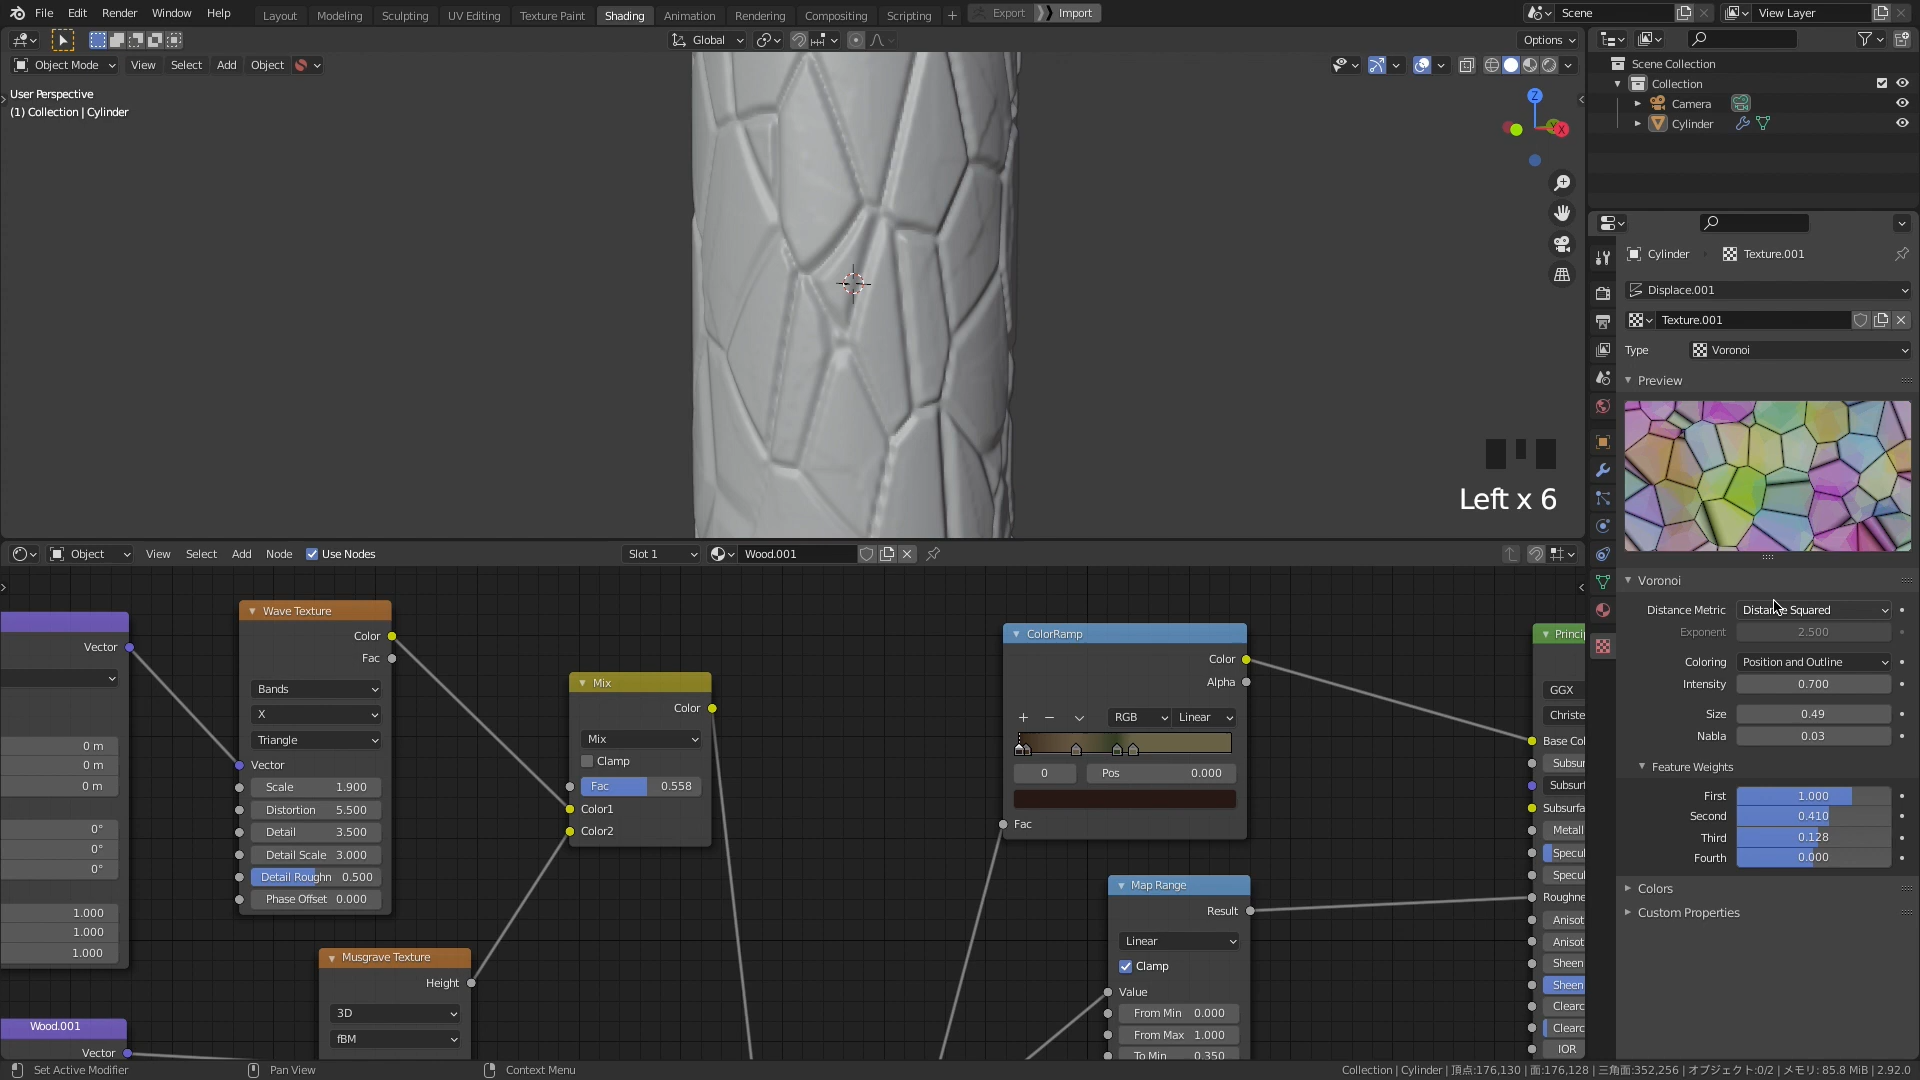 File Edit Render Window Help Layout Modeling Sculpting UV Editing Texture Paint Shading Animation Rendering Compositing Scripting + Export Import Scene View Layer
Global Options
Object Mode View Select Add Object
User Perspective
(1) Collection | Cylinder
Z
X
Left x 6
Scene Collection
Collection
Camera
Cylinder
Cylinder Texture.001
Displace.001
Texture.001
Type Voronoi
Preview
Voronoi
Distance Metric Distance Squared
Exponent 2.500
Coloring Position and Outline
Intensity 0.700
Size 0.49
Nabla 0.03
Feature Weights
First 1.000
Second 0.410
Third 0.128
Fourth 0.000
Colors
Custom Properties
Object View Select Add Node Use Nodes Slot 1 Wood.001
Vector
0 m
0 m
0 m
0°
0°
0°
1.000
1.000
1.000
Wood.001
Vector
Wave Texture
Color
Fac
Bands
X
Triangle
Vector
Scale 1.900
Distortion 5.500
Detail 3.500
Detail Scale 3.000
Detail Roughn 0.500
Phase Offset 0.000
Musgrave Texture
Height
3D
fBM
Mix
Color
Mix
Clamp
Fac 0.558
Color1
Color2
ColorRamp
Color
Alpha
RGB Linear
0 Pos 0.000
Fac
Map Range
Result
Linear
Clamp
Value
From Min 0.000
From Max 1.000
To Min 0.350
Princi
GGX
Christe
Base Col
Subsur
Subsurf
Subsurfa
Metall
Specul
Specul
Roughne
Anisot
Anisot
Sheen
Sheen
Clearc
Clearc
IOR
Set Active Modifier Pan View Context Menu Collection | Cylinder | 頂点:176,130 | 面:176,128 | 三角面:352,256 | オブジェクト:0/2 | メモリ: 85.8 MiB | 2.92.0